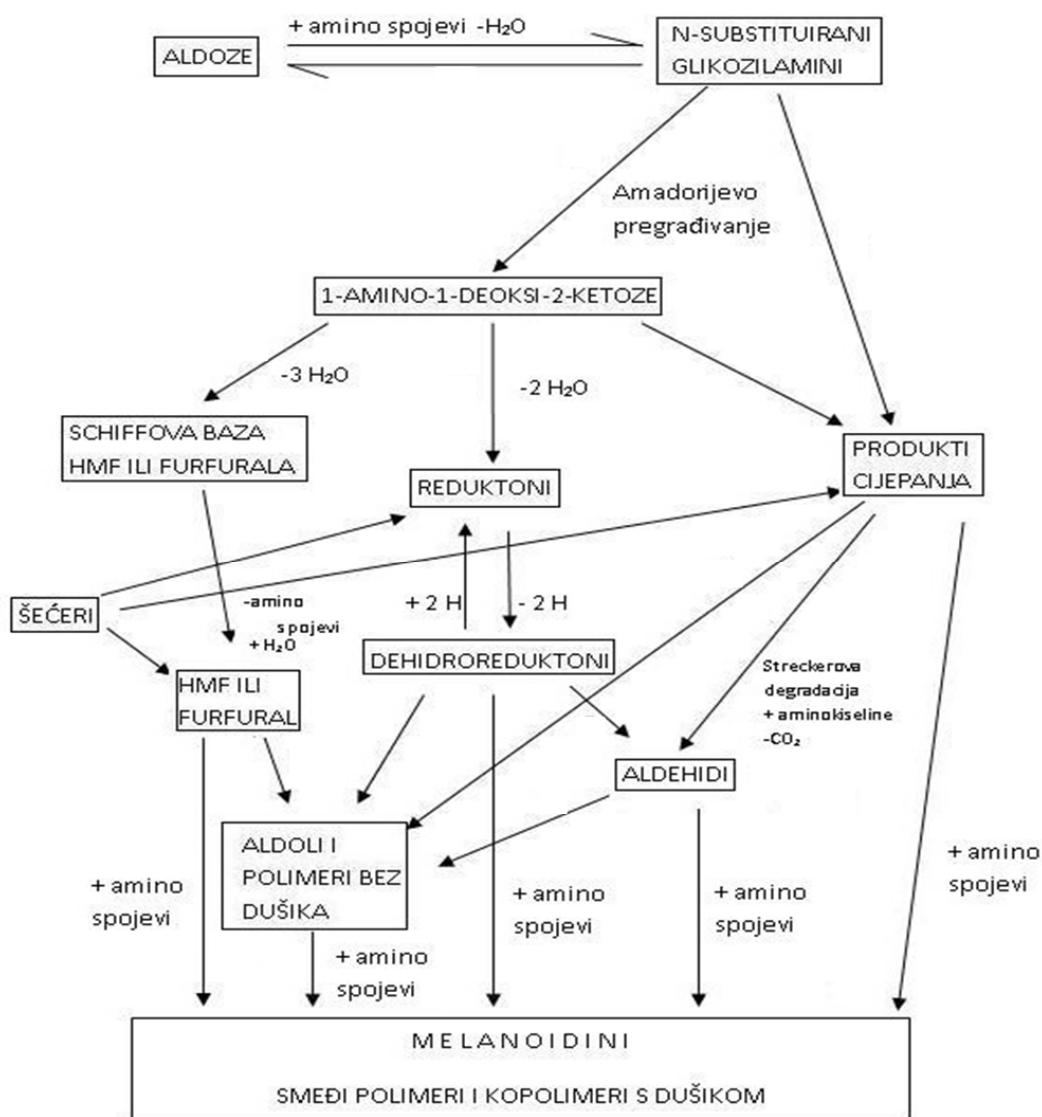 + amino spojevi -H₂O
ALDOZE
N-SUBSTITUIRANI
GLIKOZILAMINI
Amadorijevo
pregrađivanje
1-AMINO-1-DEOKSI-2-KETOZE
-3 H₂O
-2 H₂O
SCHIFFOVA BAZA
HMF ILI FURFURALA
REDUKTONI
PRODUKTI
CIJEPANJA
ŠEĆERI
-amino
spojevi
+ H₂O
+ 2 H
- 2 H
DEHIDROREDUKTONI
HMF ILI
FURFURAL
Streckerova
degradacija
+ aminokiseline
-CO₂
ALDEHIDI
ALDOLI I
POLIMERI BEZ
DUŠIKA
+ amino
spojevi
+ amino
spojevi
+ amino
spojevi
+ amino
spojevi
+ amino
spojevi
MELANOIDINI
SMEĐI POLIMERI I KOPOLIMERI S DUŠIKOM